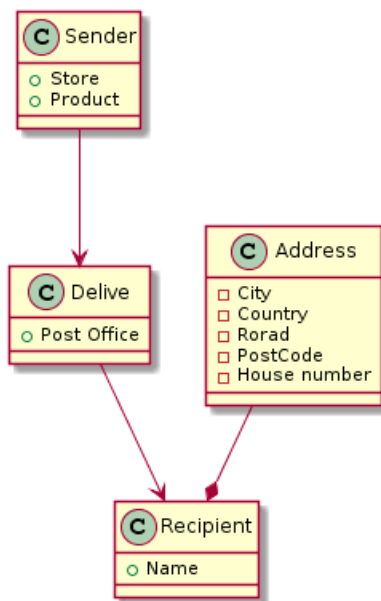 C Sender
Store
Product
C Delive
Post Office
C Address
City
Country
Rorad
PostCode
House number
C Recipient
Name